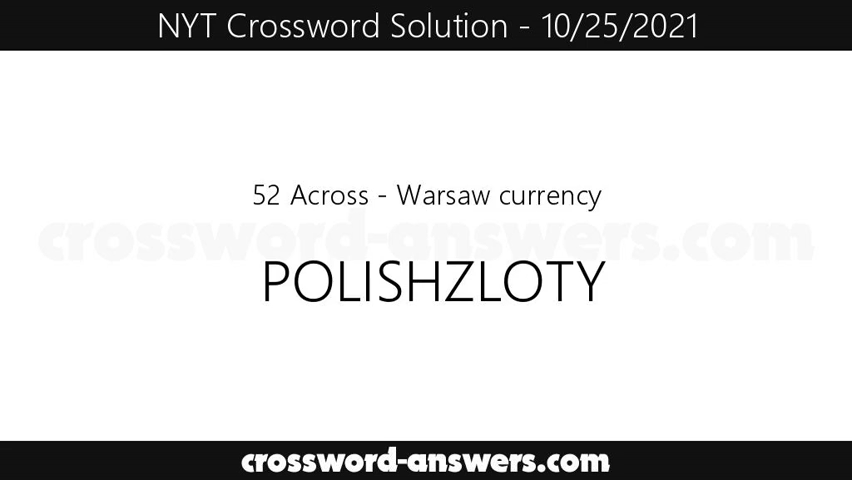 NYT Crossword Solution - 10/25/2021
52 Across - Warsaw currency
crossword-answers.com
POLISHZLOTY
crossword-answers.com